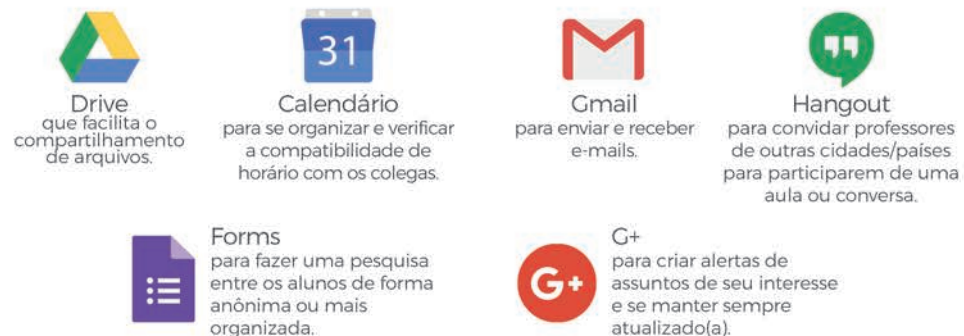 Drive
que facilita o
compartilhamento
de arquivos.
31
Calendário
para se organizar e verificar
a compatibilidade de
horário com os colegas.
Gmail
para enviar e receber
e-mails.
Hangout
para convidar professores
de outras cidades/países
para participarem de uma
aula ou conversa.
Forms
para fazer uma pesquisa
entre os alunos de forma
anônima ou mais
organizada.
G+
G+
para criar alertas de
assuntos de seu interesse
e se manter sempre
atualizado(a).